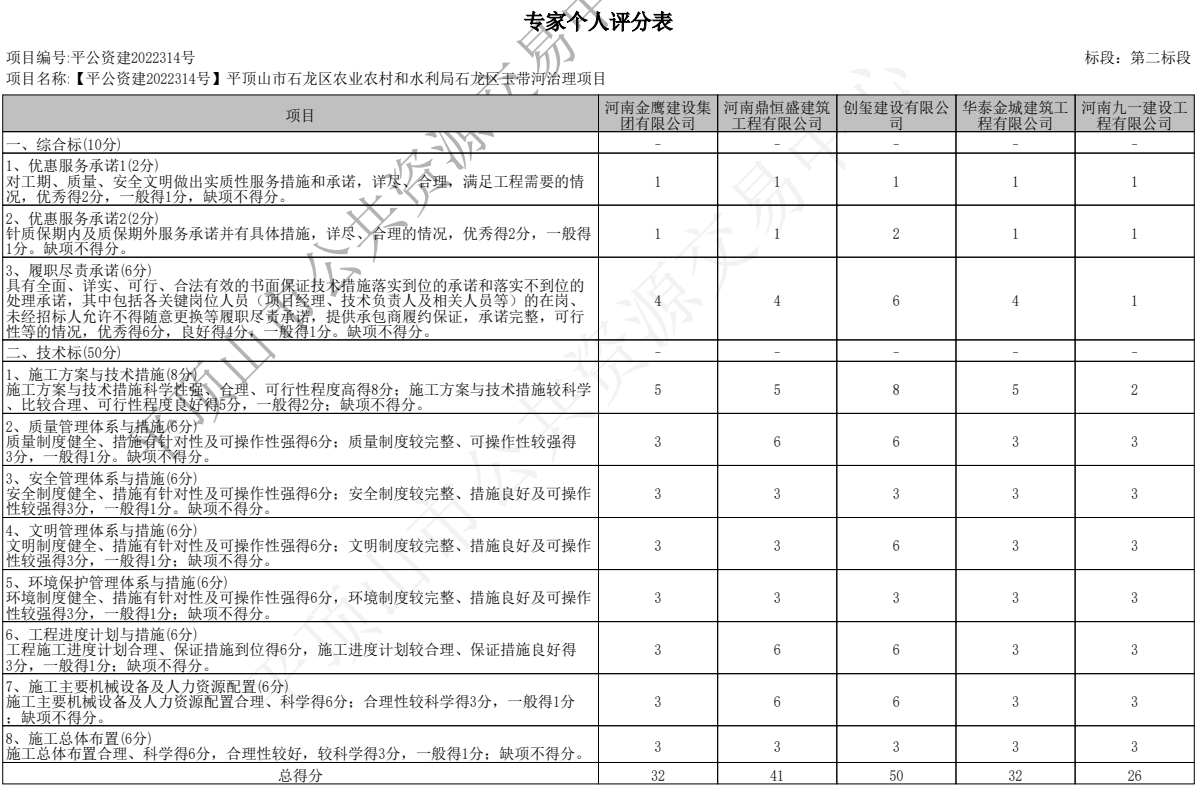 专家个人评分表
项目编号:平公资建2022314号 标段：第二标段
项目名称:【平公资建2022314号】平顶山市石龙区农业农村和水利局石龙区玉带河治理项目
项目 河南金鹰建设集团有限公司 河南鼎恒盛建筑工程有限公司 创玺建设有限公司 华泰金城建筑工程有限公司 河南九一建设工程有限公司
一、综合标(10分) - - - - -
1、优惠服务承诺1(2分)
对工期、质量、安全文明做出实质性服务措施和承诺，详尽、合理，满足工程需要的情
况，优秀得2分，一般得1分，缺项不得分。 1 1 1 1 1
2、优惠服务承诺2(2分)
针质保期内及质保期外服务承诺并有具体措施，详尽、合理的情况，优秀得2分，一般得
1分。缺项不得分。 1 1 2 1 1
3、履职尽责承诺(6分)
具有全面、详实、可行、合法有效的书面保证技术措施落实到位的承诺和落实不到位的
处理承诺，其中包括各关键岗位人员（项目经理、技术负责人及相关人员等）的在岗、
未经招标人允许不得随意更换等履职尽责承诺，提供承包商履约保证，承诺完整，可行
性等的情况，优秀得6分，良好得4分，一般得1分。缺项不得分。 4 4 6 4 1
二、技术标(50分) - - - - -
1、施工方案与技术措施(8分)
施工方案与技术措施科学性强、合理、可行性程度高得8分；施工方案与技术措施较科学
、比较合理、可行性程度良好得5分，一般得2分；缺项不得分。 5 5 8 5 2
2、质量管理体系与措施(6分)
质量制度健全、措施有针对性及可操作性强得6分；质量制度较完整、可操作性较强得
3分，一般得1分。缺项不得分。 3 6 6 3 3
3、安全管理体系与措施(6分)
安全制度健全、措施有针对性及可操作性强得6分；安全制度较完整、措施良好及可操作
性较强得3分，一般得1分。缺项不得分。 3 3 3 3 3
4、文明管理体系与措施(6分)
文明制度健全、措施有针对性及可操作性强得6分；文明制度较完整、措施良好及可操作
性较强得3分，一般得1分；缺项不得分。 3 3 6 3 3
5、环境保护管理体系与措施(6分)
环境制度健全、措施有针对性及可操作性强得6分，环境制度较完整、措施良好及可操作
性较强得3分，一般得1分；缺项不得分。 3 3 3 3 3
6、工程进度计划与措施(6分)
工程施工进度计划合理、保证措施到位得6分，施工进度计划较合理、保证措施良好得
3分，一般得1分；缺项不得分。 3 6 6 3 3
7、施工主要机械设备及人力资源配置(6分)
施工主要机械设备及人力资源配置合理、科学得6分；合理性较科学得3分，一般得1分
；缺项不得分。 3 6 6 3 3
8、施工总体布置(6分)
施工总体布置合理、科学得6分，合理性较好，较科学得3分，一般得1分；缺项不得分。 3 3 3 3 3
总得分 32 41 50 32 26
平顶山市公共资源交易中心
平顶山市公共资源交易中心